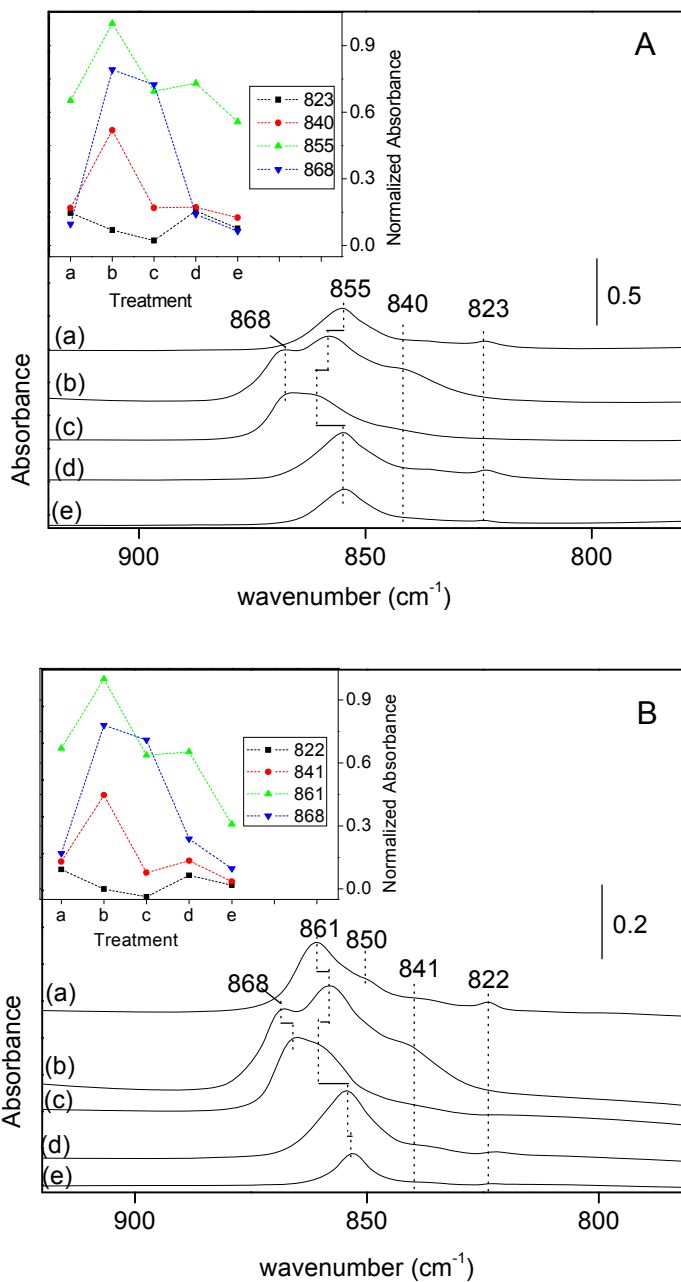 A
0.9
0.6
0.3
0.0
Normalized Absorbance
823
840
855
868
a b c d e
Treatment
0.5
868
855
840
823
(a)
(b)
(c)
(d)
(e)
Absorbance
900 850 800
wavenumber (cm⁻¹)
B
0.9
0.6
0.3
0.0
Normalized Absorbance
822
841
861
868
a b c d e
Treatment
0.2
868
861
850
841
822
(a)
(b)
(c)
(d)
(e)
Absorbance
900 850 800
wavenumber (cm⁻¹)